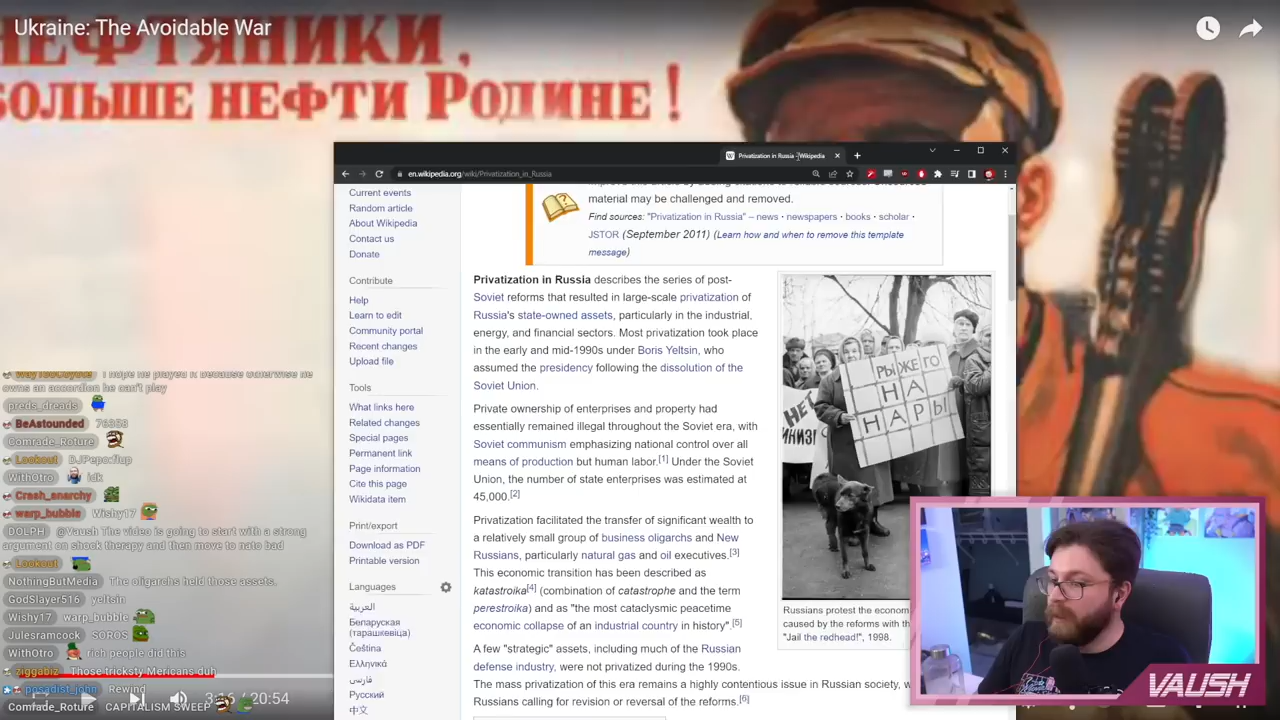 Ukraine: The Avoidable War
НЕФТЯНИКИ,
БОЛЬШЕ НЕФТИ РОДИНЕ!
Privatization in Russia - Wikipedia
en.wikipedia.org/wiki/Privatization_in_Russia
Current events
Random article
About Wikipedia
Contact us
Donate
Contribute
Help
Learn to edit
Community portal
Recent changes
Upload file
Tools
What links here
Related changes
Special pages
Permanent link
Page information
Cite this page
Wikidata item
Print/export
Download as PDF
Printable version
Languages
العربية
Беларуская
(тарашкевіца)
Čeština
Ελληνικά
فارسی
Русский
中文
material may be challenged and removed.
Find sources: "Privatization in Russia" – news · newspapers · books · scholar ·
JSTOR (September 2011) (Learn how and when to remove this template
message)
Privatization in Russia describes the series of post-
Soviet reforms that resulted in large-scale privatization of
Russia's state-owned assets, particularly in the industrial,
energy, and financial sectors. Most privatization took place
in the early and mid-1990s under Boris Yeltsin, who
assumed the presidency following the dissolution of the
Soviet Union.
Private ownership of enterprises and property had
essentially remained illegal throughout the Soviet era, with
Soviet communism emphasizing national control over all
means of production but human labor.[1] Under the Soviet
Union, the number of state enterprises was estimated at
45,000.[2]
Privatization facilitated the transfer of significant wealth to
a relatively small group of business oligarchs and New
Russians, particularly natural gas and oil executives.[3]
This economic transition has been described as
katastroika[4] (combination of catastrophe and the term
perestroika) and as "the most cataclysmic peacetime
economic collapse of an industrial country in history".[5]
A few "strategic" assets, including much of the Russian
defense industry, were not privatized during the 1990s.
The mass privatization of this era remains a highly contentious issue in Russian society, w
Russians calling for revision or reversal of the reforms.[6]
РЫЖЕГО
НА
НАРЫ
НЕТ
Russians protest the econom
caused by the reforms with th
"Jail the redhead!", 1998.
owns an accordion he can't play
preds_dreads
BeAstounded
Comrade_Roture
Lookout DJPepoflup
WithOtro idk
Crash_anarchy
warp_bubble Wishy17
DOLPH @Vaush The video is going to start with a strong
argument on shock therapy and then move to nato bad
Lookout
NothingButMedia The oligarchs held those assets.
GodSlayer516 yeltsin
Wishy17 warp_bubble
Julesramcock SOROS
WithOtro rich people did this
ziggabiz Those tricksty Mericans duh
posadist_john Rewind
Comrade_Roture CAPITALISM SWEEP
20:54
VAUSH